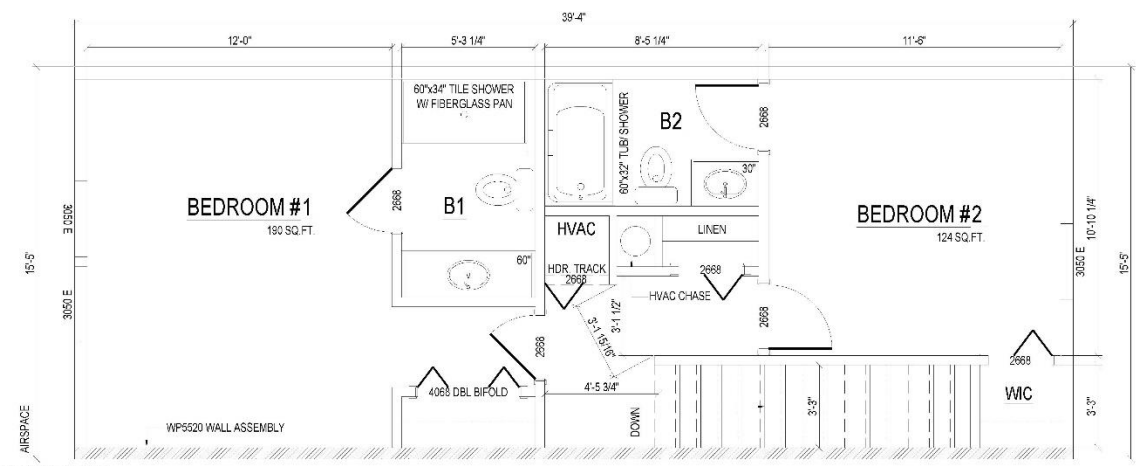 39'-4"
12'-0"
5'-3 1/4"
8'-5 1/4"
11'-6"
60"x34" TILE SHOWER
W/ FIBERGLASS PAN
60"x32" TUB/ SHOWER
B2
2668
30"
BEDROOM #1
190 SQ.FT.
2668
B1
60"
HVAC
HDR. TRACK
2668
LINEN
2668
HVAC CHASE
BEDROOM #2
124 SQ.FT.
3050 E
3050 E
15'-5"
3050 E
10'-10 1/4"
15'-5"
2668
3'-1 1/2"
3'-1 15/16"
2668
4'-5 3/4"
4068 DBL BIFOLD
DOWN
3'-3"
2668
WIC
3'-3"
AIRSPACE
WP5520 WALL ASSEMBLY